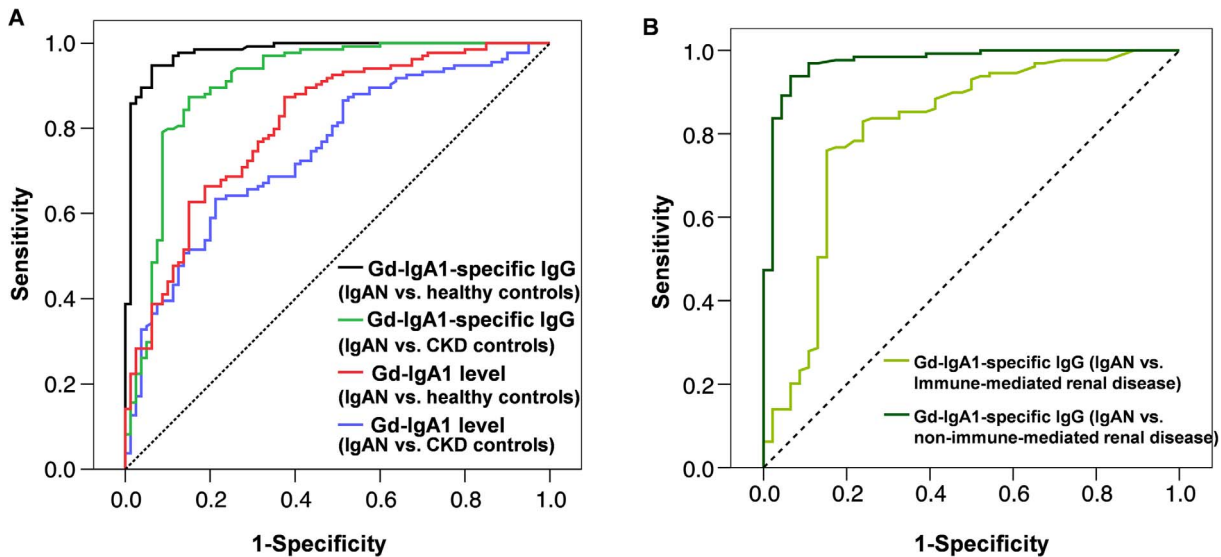 A
1.0
0.8
0.6
0.4
0.2
0.0
Sensitivity
Gd-IgA1-specific IgG
(IgAN vs. healthy controls)
Gd-IgA1-specific IgG
(IgAN vs. CKD controls)
Gd-IgA1 level
(IgAN vs. healthy controls)
Gd-IgA1 level
(IgAN vs. CKD controls)
0.0 0.2 0.4 0.6 0.8 1.0
1-Specificity
B
1.0
0.8
0.6
0.4
0.2
0.0
Sensitivity
Gd-IgA1-specific IgG (IgAN vs.
Immune-mediated renal disease)
Gd-IgA1-specific IgG (IgAN vs.
non-immune-mediated renal disease)
0.0 0.2 0.4 0.6 0.8 1.0
1-Specificity